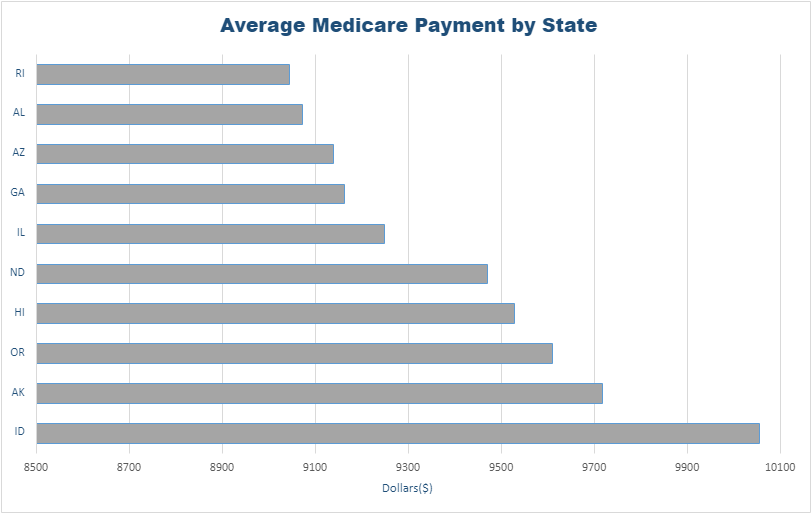 Average Medicare Payment by State
RI
AL
AZ
GA
IL
ND
HI
OR
AK
ID
8500 8700 8900 9100 9300 9500 9700 9900 10100
Dollars($)